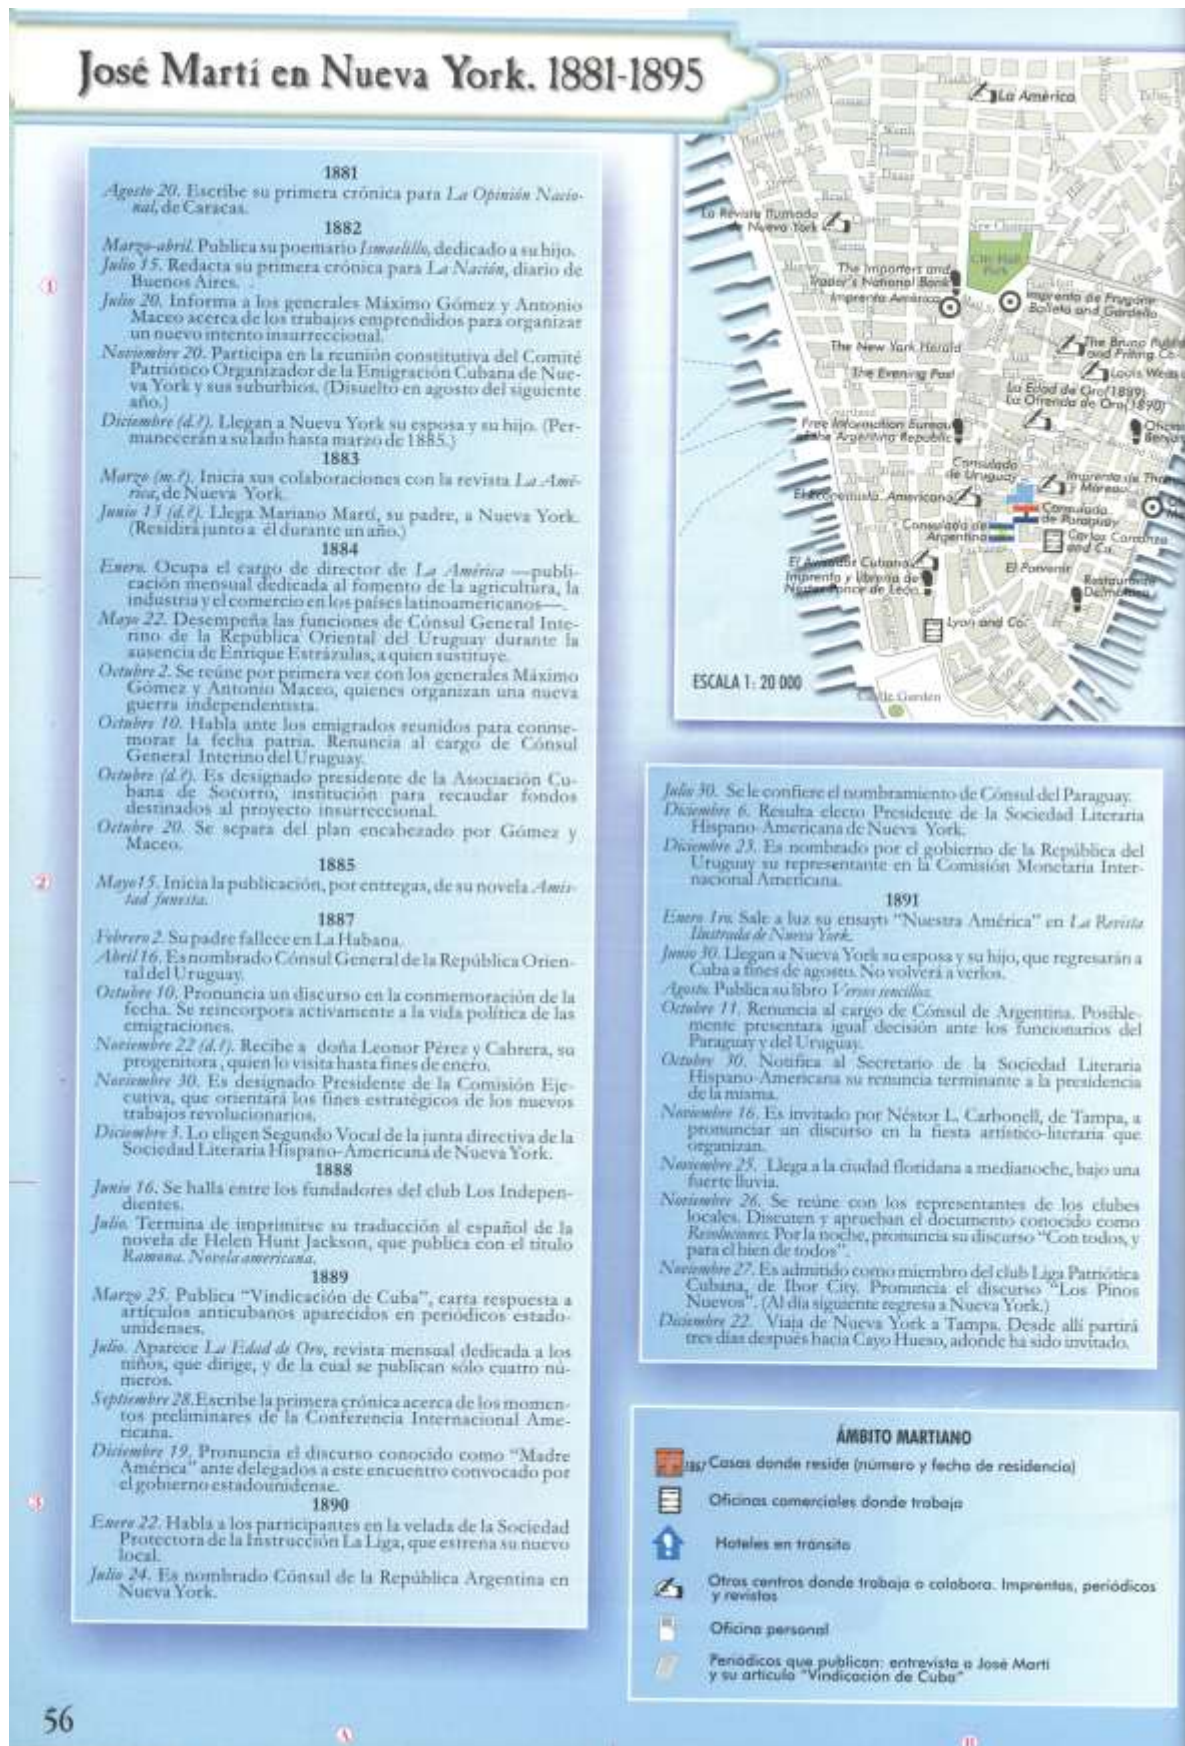 José Martí en Nueva York. 1881-1895
1881
Agosto 20. Escribe su primera crónica para La Opinión Nacio-
nal, de Caracas.
1882
Marzo-abril. Publica su poemario Ismaelillo, dedicado a su hijo.
Julio 15. Redacta su primera crónica para La Nación, diario de
Buenos Aires.
Julio 20. Informa a los generales Máximo Gómez y Antonio
Maceo acerca de los trabajos emprendidos para organizar
un nuevo intento insurreccional.
Noviembre 20. Participa en la reunión constitutiva del Comité
Patriótico Organizador de la Emigración Cubana de Nue-
va York y sus suburbios. (Disuelto en agosto del siguiente
año.)
Diciembre (d.?). Llegan a Nueva York su esposa y su hijo. (Per-
manecerán a su lado hasta marzo de 1885.)
1883
Marzo (m.?). Inicia sus colaboraciones con la revista La Amé-
rica, de Nueva York.
Junio 13 (d.?). Llega Mariano Martí, su padre, a Nueva York.
(Residirá junto a él durante un año.)
1884
Enero. Ocupa el cargo de director de La América —publi-
cación mensual dedicada al fomento de la agricultura, la
industria y el comercio en los países latinoamericanos—.
Mayo 22. Desempeña las funciones de Cónsul General Inte-
rino de la República Oriental del Uruguay durante la
ausencia de Enrique Estrázulas, a quien sustituye.
Octubre 2. Se reúne por primera vez con los generales Máximo
Gómez y Antonio Maceo, quienes organizan una nueva
guerra independentista.
Octubre 10. Habla ante los emigrados reunidos para conme-
morar la fecha patria. Renuncia al cargo de Cónsul
General Interino del Uruguay.
Octubre (d.?). Es designado presidente de la Asociación Cu-
bana de Socorro, institución para recaudar fondos
destinados al proyecto insurreccional.
Octubre 20. Se separa del plan encabezado por Gómez y
Maceo.
1885
Mayo 15. Inicia la publicación, por entregas, de su novela Amis-
tad funesta.
1887
Febrero 2. Su padre fallece en La Habana.
Abril 16. Es nombrado Cónsul General de la República Orien-
tal del Uruguay.
Octubre 10. Pronuncia un discurso en la conmemoración de la
fecha. Se reincorpora activamente a la vida política de las
emigraciones.
Noviembre 22 (d.?). Recibe a doña Leonor Pérez y Cabrera, su
progenitora, quien lo visita hasta fines de enero.
Noviembre 30. Es designado Presidente de la Comisión Eje-
cutiva, que orientará los fines estratégicos de los nuevos
trabajos revolucionarios.
Diciembre 3. Lo eligen Segundo Vocal de la junta directiva de la
Sociedad Literaria Hispano-Americana de Nueva York.
1888
Junio 16. Se halla entre los fundadores del club Los Indepen-
dientes.
Julio. Termina de imprimirse su traducción al español de la
novela de Helen Hunt Jackson, que publica con el título
Ramona. Novela americana.
1889
Marzo 25. Publica “Vindicación de Cuba”, carta respuesta a
artículos anticubanos aparecidos en periódicos estado-
unidenses.
Julio. Aparece La Edad de Oro, revista mensual dedicada a los
niños, que dirige, y de la cual se publican sólo cuatro nú-
meros.
Septiembre 28.Escribe la primera crónica acerca de los momen-
tos preliminares de la Conferencia Internacional Ame-
ricana.
Diciembre 19. Pronuncia el discurso conocido como “Madre
América” ante delegados a este encuentro convocado por
el gobierno estadounidense.
1890
Enero 22. Habla a los participantes en la velada de la Sociedad
Protectora de la Instrucción La Liga, que estrena su nuevo
local.
Julio 24. Es nombrado Cónsul de la República Argentina en
Nueva York.
La América
La Revista Ilustrada
de Nueva York
City Hall
Park
The Importers and
Trader's National Bank
Imprenta América
Imprenta de Frugone
Balleto and Gardella
The New York Herald
The Evening Post
and Priting Co.
Louis Weiss
La Edad de Oro(1889)
La Ofrenda de Oro(1890)
Free Information Bureau
of the Argentina Republic
Consulado
de Uruguay
El Economista Americano
Consulado
de Paraguay
Consulado de
Argentina
Carlos Carranza
and Co.
El Avisador Cubano
El Porvenir
Imprenta y librería de
Néstor Ponce de León
Restaurante
Delmonico
Lyon and Co.
ESCALA 1: 20 000
Castle Garden
Julio 30. Se le confiere el nombramiento de Cónsul del Paraguay.
Diciembre 6. Resulta electo Presidente de la Sociedad Literaria
Hispano-Americana de Nueva York.
Diciembre 23. Es nombrado por el gobierno de la República del
Uruguay su representante en la Comisión Monetaria Inter-
nacional Americana.
1891
Enero 1ro. Sale a luz su ensayo “Nuestra América” en La Revista
Ilustrada de Nueva York.
Junio 30. Llegan a Nueva York su esposa y su hijo, que regresarán a
Cuba a fines de agosto. No volverá a verlos.
Agosto. Publica su libro Versos sencillos.
Octubre 11. Renuncia al cargo de Cónsul de Argentina. Posible-
mente presentara igual decisión ante los funcionarios del
Paraguay y del Uruguay.
Octubre 30. Notifica al Secretario de la Sociedad Literaria
Hispano-Americana su renuncia terminante a la presidencia
de la misma.
Noviembre 16. Es invitado por Néstor L. Carbonell, de Tampa, a
pronunciar un discurso en la fiesta artístico-literaria que
organizan.
Noviembre 25. Llega a la ciudad floridana a medianoche, bajo una
fuerte lluvia.
Noviembre 26. Se reúne con los representantes de los clubes
locales. Discuten y aprueban el documento conocido como
Resoluciones. Por la noche, pronuncia su discurso “Con todos, y
para el bien de todos”.
Noviembre 27. Es admitido como miembro del club Liga Patriótica
Cubana, de Ibor City. Pronuncia el discurso “Los Pinos
Nuevos”. (Al día siguiente regresa a Nueva York.)
Diciembre 22. Viaja de Nueva York a Tampa. Desde allí partirá
tres días después hacia Cayo Hueso, adonde ha sido invitado.
ÁMBITO MARTIANO
Casas donde reside (número y fecha de residencia)
Oficinas comerciales donde trabaja
Hoteles en tránsito
Otros centros donde trabaja o colabora. Imprentas, periódicos
y revistas
Oficina personal
Periódicos que publican: entrevista a José Martí
y su artículo “Vindicación de Cuba”
56